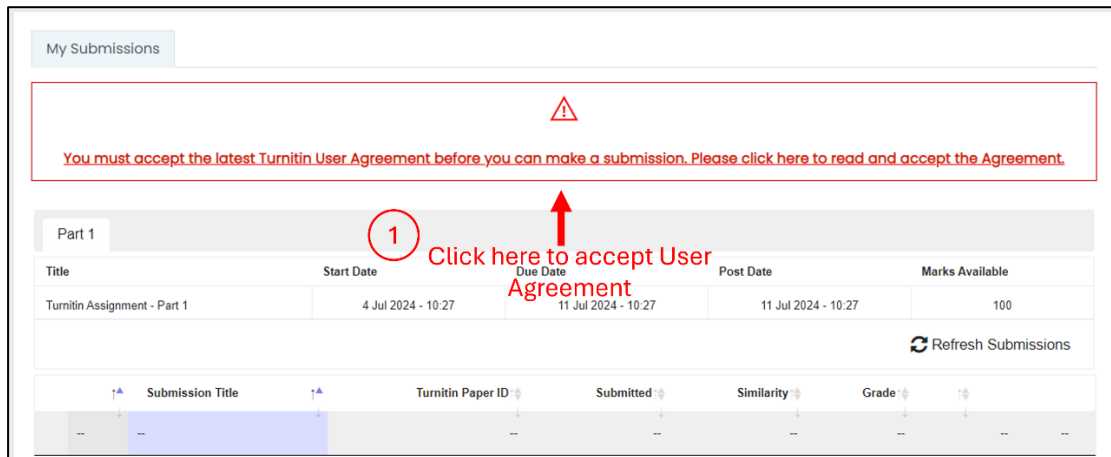 My Submissions
You must accept the latest Turnitin User Agreement before you can make a submission. Please click here to read and accept the Agreement.
Part 1
1
Click here to accept User
Agreement
Title Start Date Due Date Post Date Marks Available
Turnitin Assignment - Part 1 4 Jul 2024 - 10:27 11 Jul 2024 - 10:27 11 Jul 2024 - 10:27 100
Refresh Submissions
Submission Title Turnitin Paper ID Submitted Similarity Grade
-- -- -- -- -- -- -- --